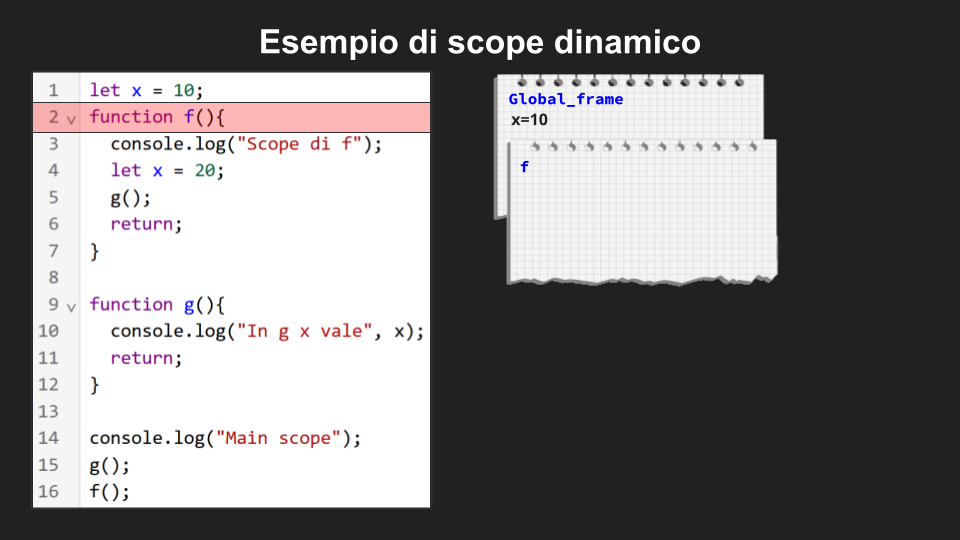 Esempio di scope dinamico
1 let x = 10;
2 function f(){
3 console.log("Scope di f");
4 let x = 20;
5 g();
6 return;
7 }
8
9 function g(){
10 console.log("In g x vale", x);
11 return;
12 }
13
14 console.log("Main scope");
15 g();
16 f();
Global_frame
x=10
f